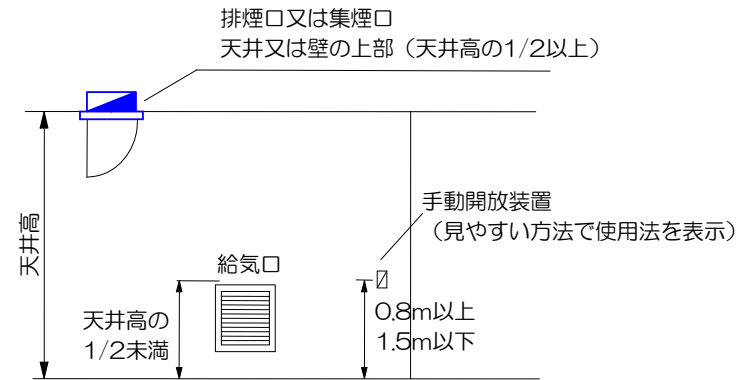 排煙口又は集煙口
天井又は壁の上部（天井高の1/2以上）
天井高
手動開放装置
（見やすい方法で使用法を表示）
給気口
天井高の
1/2未満
0.8m以上
1.5m以下